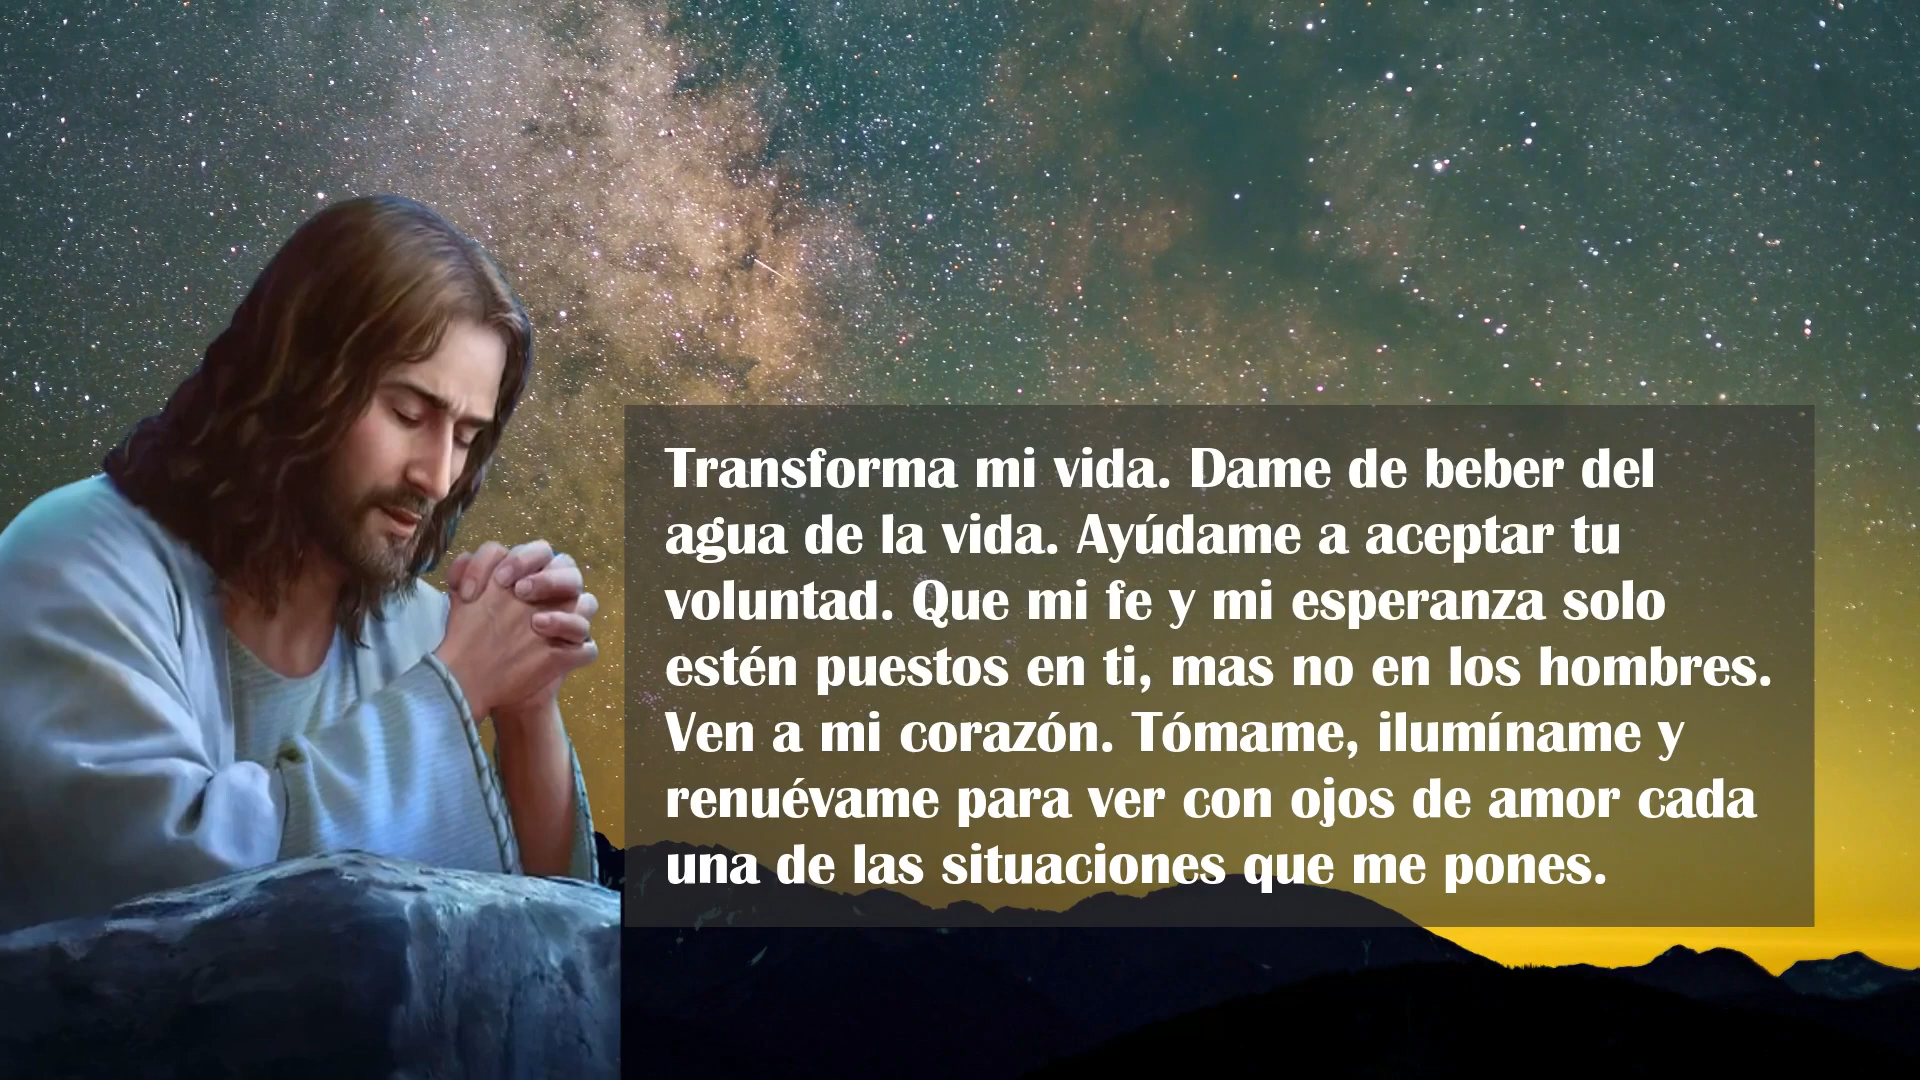 Transforma mi vida. Dame de beber del
agua de la vida. Ayúdame a aceptar tu
voluntad. Que mi fe y mi esperanza solo
estén puestos en ti, mas no en los hombres.
Ven a mi corazón. Tómame, ilumíname y
renuévame para ver con ojos de amor cada
una de las situaciones que me pones.